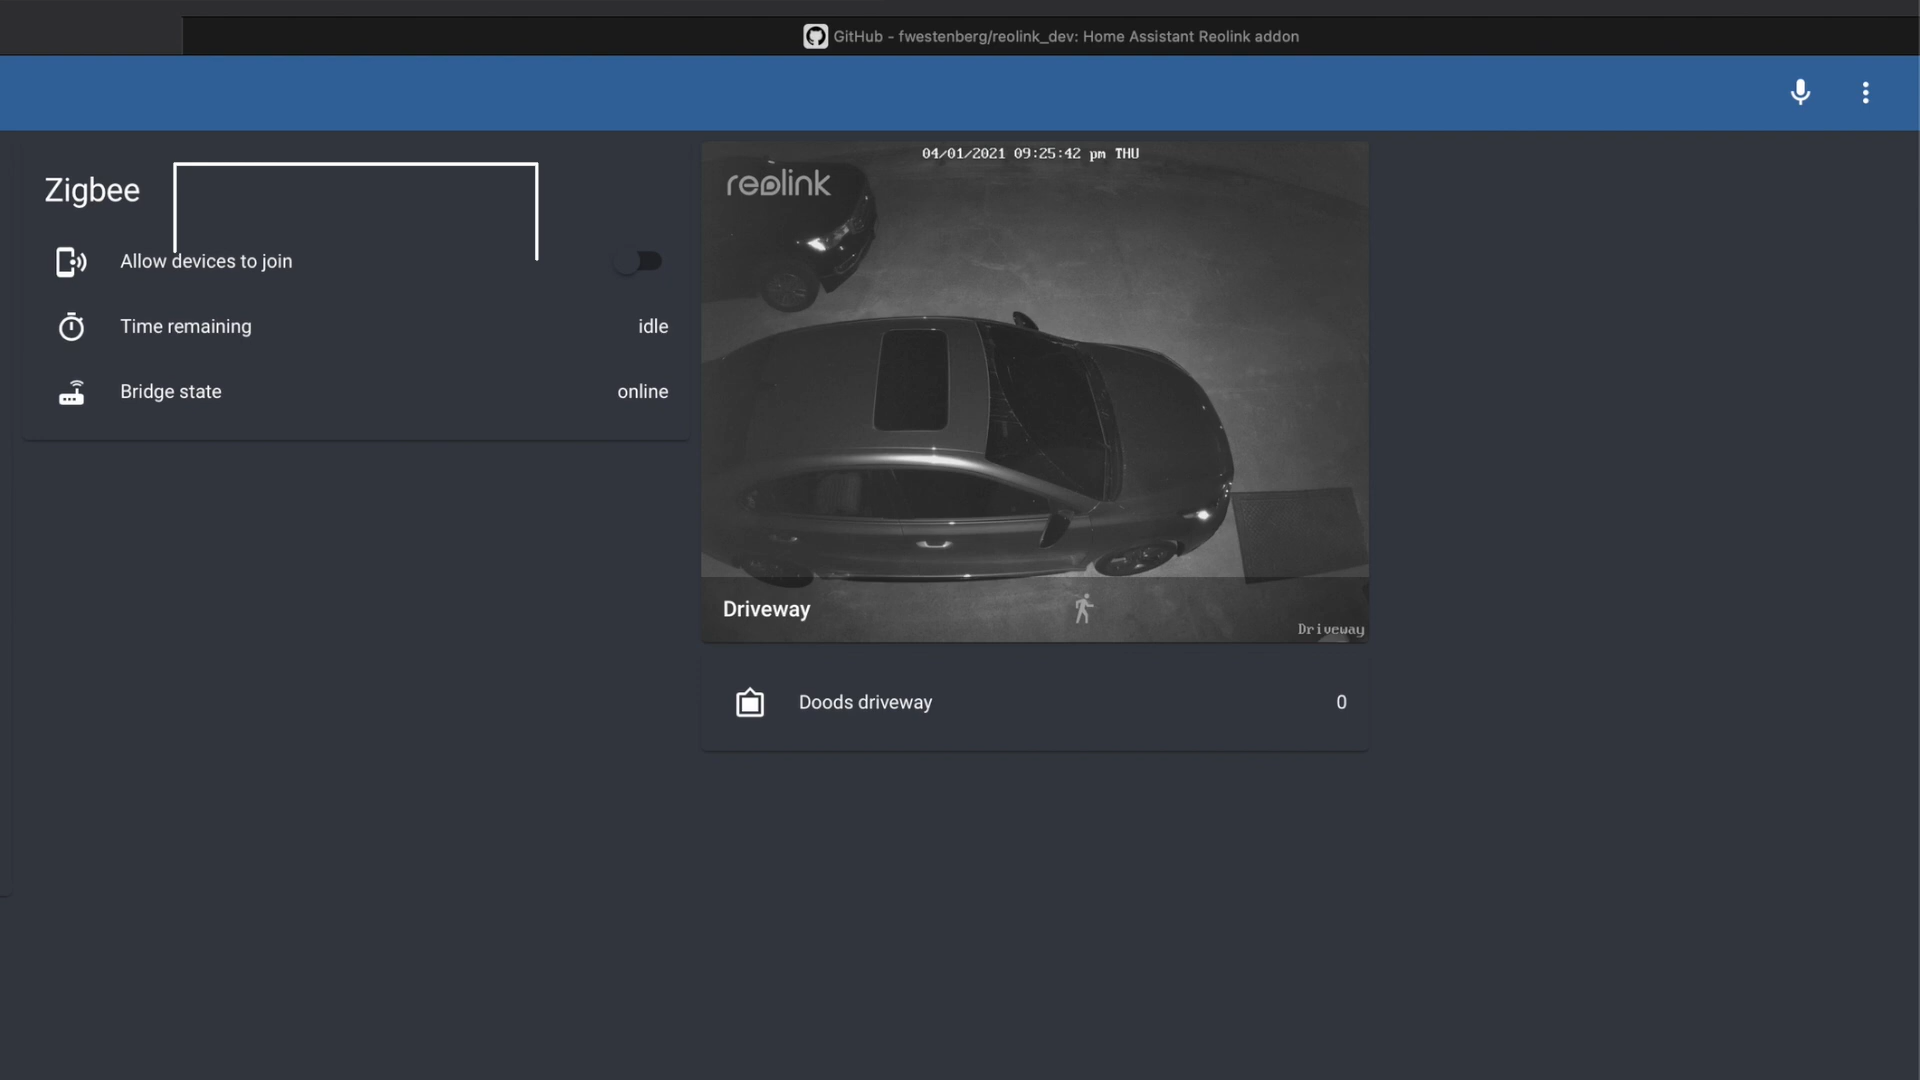 GitHub - fwestenberg/reolink_dev: Home Assistant Reolink addon
Zigbee
Allow devices to join
Time remaining
idle
Bridge state
online
04/01/2021 09:25:42 pm THU
reolink
Driveway
Driveway
Doods driveway
0